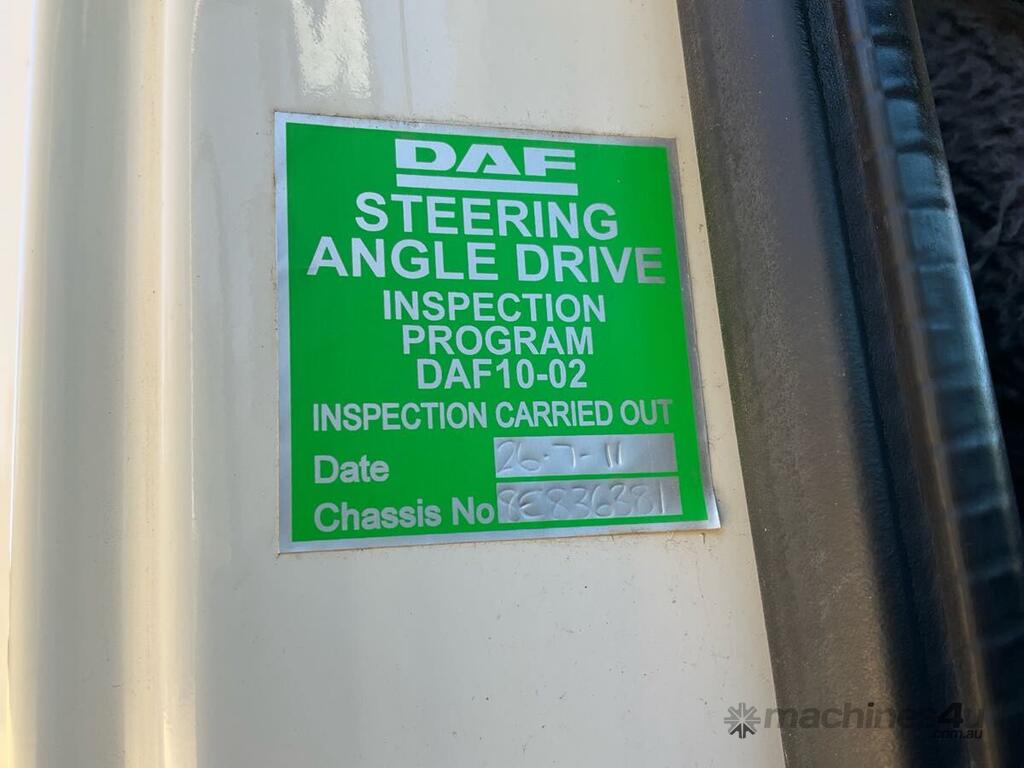 DAF
STEERING
ANGLE DRIVE
INSPECTION
PROGRAM
DAF10-02
INSPECTION CARRIED OUT
Date 26-7-11
Chassis No 8E836381
machines4u
.com.au